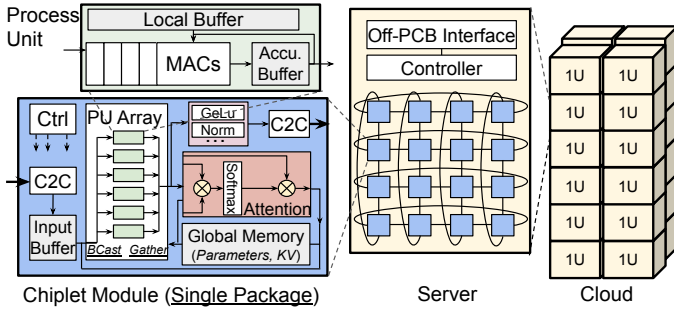 Process
Unit
Local Buffer
MACs
Accu.
Buffer
Ctrl
PU Array
GeLu
Norm
...
C2C
C2C
Softmax
Attention
Input
Buffer
BCast Gather
Global Memory
(Parameters, KV)
Chiplet Module (Single Package)
Off-PCB Interface
Controller
Server
1U 1U
1U 1U
1U 1U
1U 1U
1U 1U
1U 1U
Cloud